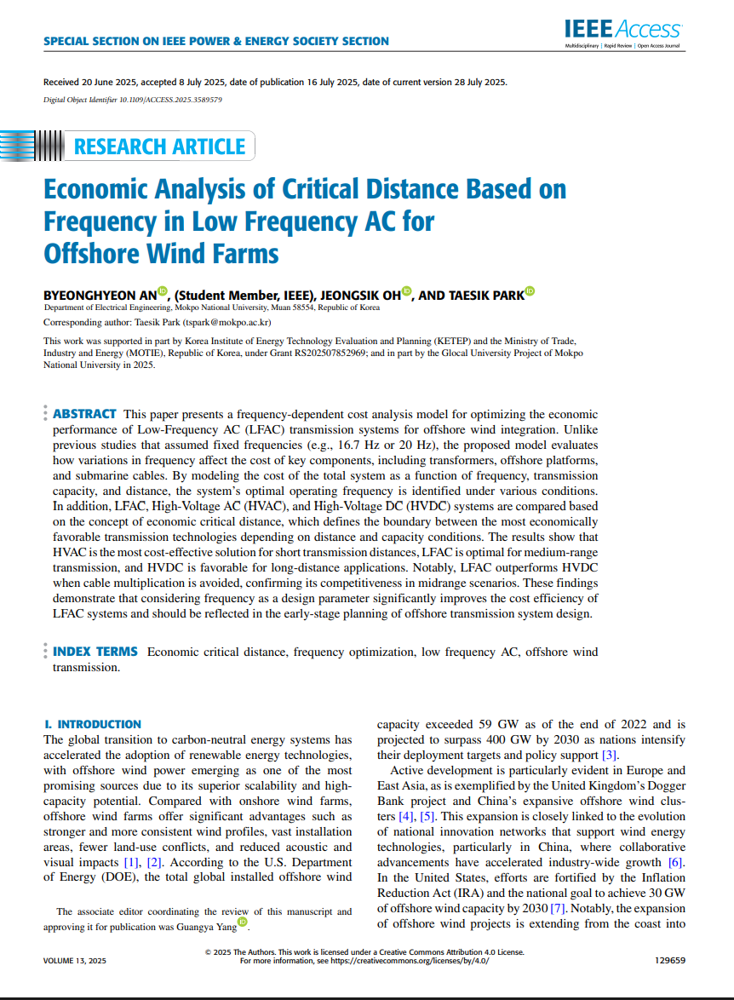 SPECIAL SECTION ON IEEE POWER & ENERGY SOCIETY SECTION
IEEE Access
Multidisciplinary | Rapid Review | Open Access Journal
Received 20 June 2025, accepted 8 July 2025, date of publication 16 July 2025, date of current version 28 July 2025.
Digital Object Identifier 10.1109/ACCESS.2025.3589579
RESEARCH ARTICLE
Economic Analysis of Critical Distance Based on
Frequency in Low Frequency AC for
Offshore Wind Farms
BYEONGHYEON AN iD, (Student Member, IEEE), JEONGSIK OH iD, AND TAESIK PARK iD
Department of Electrical Engineering, Mokpo National University, Muan 58554, Republic of Korea
Corresponding author: Taesik Park (tspark@mokpo.ac.kr)
This work was supported in part by Korea Institute of Energy Technology Evaluation and Planning (KETEP) and the Ministry of Trade,
Industry and Energy (MOTIE), Republic of Korea, under Grant RS202507852969; and in part by the Glocal University Project of Mokpo
National University in 2025.
ABSTRACT This paper presents a frequency-dependent cost analysis model for optimizing the economic
performance of Low-Frequency AC (LFAC) transmission systems for offshore wind integration. Unlike
previous studies that assumed fixed frequencies (e.g., 16.7 Hz or 20 Hz), the proposed model evaluates
how variations in frequency affect the cost of key components, including transformers, offshore platforms,
and submarine cables. By modeling the cost of the total system as a function of frequency, transmission
capacity, and distance, the system's optimal operating frequency is identified under various conditions.
In addition, LFAC, High-Voltage AC (HVAC), and High-Voltage DC (HVDC) systems are compared based
on the concept of economic critical distance, which defines the boundary between the most economically
favorable transmission technologies depending on distance and capacity conditions. The results show that
HVAC is the most cost-effective solution for short transmission distances, LFAC is optimal for medium-range
transmission, and HVDC is favorable for long-distance applications. Notably, LFAC outperforms HVDC
when cable multiplication is avoided, confirming its competitiveness in midrange scenarios. These findings
demonstrate that considering frequency as a design parameter significantly improves the cost efficiency of
LFAC systems and should be reflected in the early-stage planning of offshore transmission system design.
INDEX TERMS Economic critical distance, frequency optimization, low frequency AC, offshore wind
transmission.
I. INTRODUCTION
The global transition to carbon-neutral energy systems has
accelerated the adoption of renewable energy technologies,
with offshore wind power emerging as one of the most
promising sources due to its superior scalability and high-
capacity potential. Compared with onshore wind farms,
offshore wind farms offer significant advantages such as
stronger and more consistent wind profiles, vast installation
areas, fewer land-use conflicts, and reduced acoustic and
visual impacts [1], [2]. According to the U.S. Department
of Energy (DOE), the total global installed offshore wind
The associate editor coordinating the review of this manuscript and
approving it for publication was Guangya Yang iD.
capacity exceeded 59 GW as of the end of 2022 and is
projected to surpass 400 GW by 2030 as nations intensify
their deployment targets and policy support [3].
Active development is particularly evident in Europe and
East Asia, as is exemplified by the United Kingdom's Dogger
Bank project and China's expansive offshore wind clus-
ters [4], [5]. This expansion is closely linked to the evolution
of national innovation networks that support wind energy
technologies, particularly in China, where collaborative
advancements have accelerated industry-wide growth [6].
In the United States, efforts are fortified by the Inflation
Reduction Act (IRA) and the national goal to achieve 30 GW
of offshore wind capacity by 2030 [7]. Notably, the expansion
of offshore wind projects is extending from the coast into
VOLUME 13, 2025
© 2025 The Authors. This work is licensed under a Creative Commons Attribution 4.0 License.
For more information, see https://creativecommons.org/licenses/by/4.0/
129659